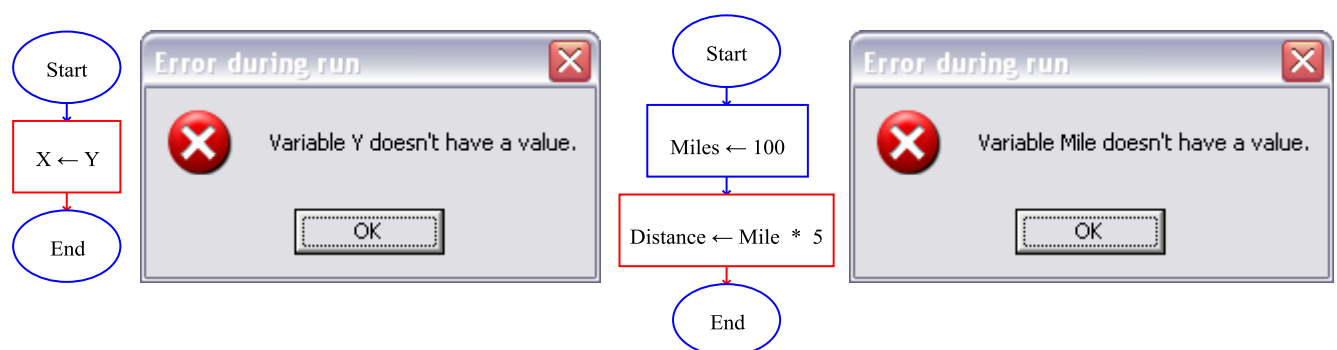 Start
X ← Y
End
Error during run
Variable Y doesn't have a value.
OK
Start
Miles ← 100
Distance ← Mile * 5
End
Error during run
Variable Mile doesn't have a value.
OK